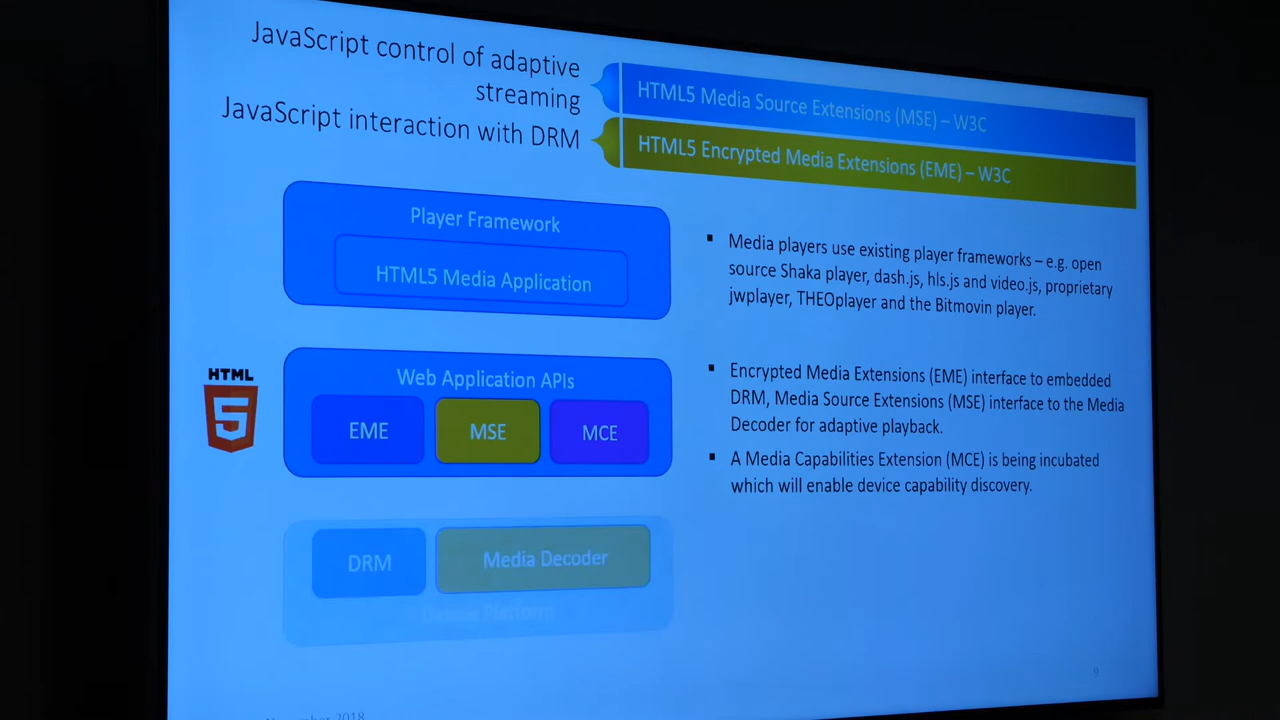 JavaScript control of adaptive
streaming
HTML5 Media Source Extensions (MSE) – W3C
JavaScript interaction with DRM
HTML5 Encrypted Media Extensions (EME) – W3C
Player Framework
HTML5 Media Application
▪ Media players use existing player frameworks – e.g. open
source Shaka player, dash.js, hls.js and video.js, proprietary
jwplayer, THEOplayer and the Bitmovin player.
HTML
5
Web Application APIs
EME
MSE
MCE
▪ Encrypted Media Extensions (EME) interface to embedded
DRM, Media Source Extensions (MSE) interface to the Media
Decoder for adaptive playback.
▪ A Media Capabilities Extension (MCE) is being incubated
which will enable device capability discovery.
DRM
Media Decoder
Platform
9
2018